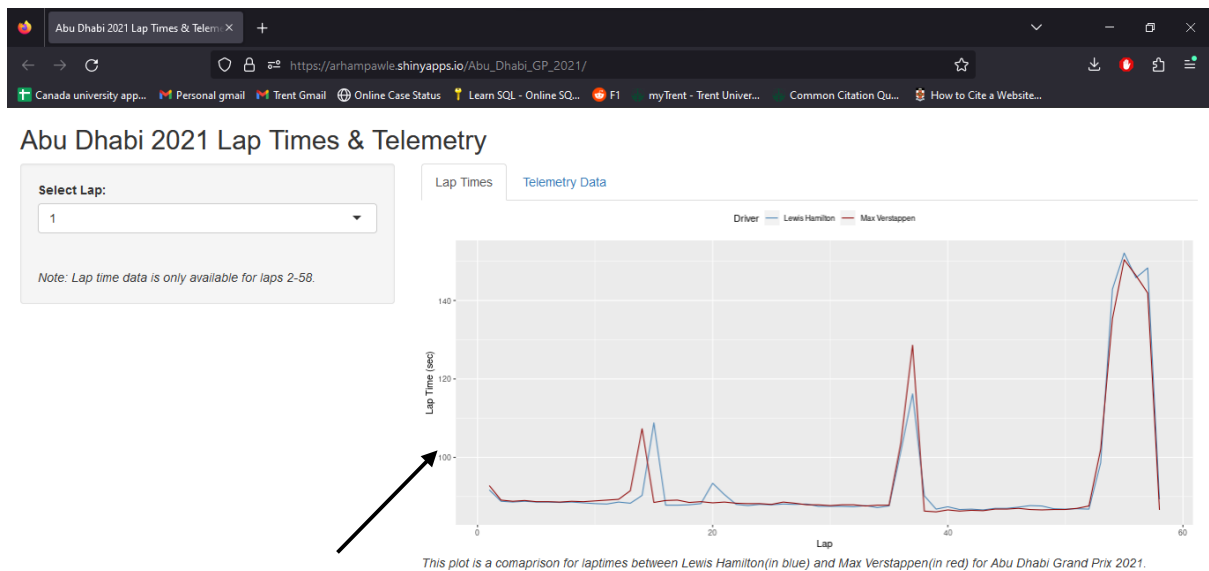 Abu Dhabi 2021 Lap Times & Teleme
https://arhampawle.shinyapps.io/Abu_Dhabi_GP_2021/
Canada university app... Personal gmail Trent Gmail Online Case Status Learn SQL - Online SQ... F1 myTrent - Trent Univer... Common Citation Qu... How to Cite a Website...
Abu Dhabi 2021 Lap Times & Telemetry
Select Lap:
1
Note: Lap time data is only available for laps 2-58.
Lap Times Telemetry Data
Driver Lewis Hamilton Max Verstappen
Lap Time (sec)
140
120
100
0 20 40 60
Lap
This plot is a comaprison for laptimes between Lewis Hamilton(in blue) and Max Verstappen(in red) for Abu Dhabi Grand Prix 2021.